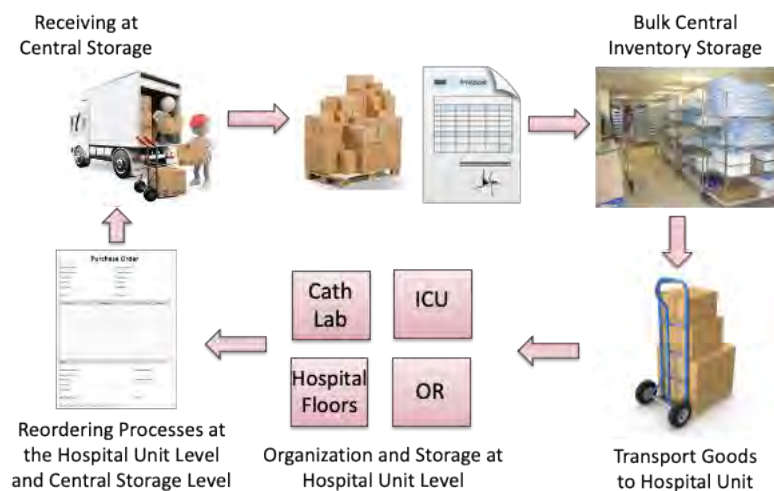 Receiving at
Central Storage
Bulk Central
Inventory Storage
Invoice
Purchase Order
Cath
Lab
ICU
Hospital
Floors
OR
Reordering Processes at
the Hospital Unit Level
and Central Storage Level
Organization and Storage at
Hospital Unit Level
Transport Goods
to Hospital Unit